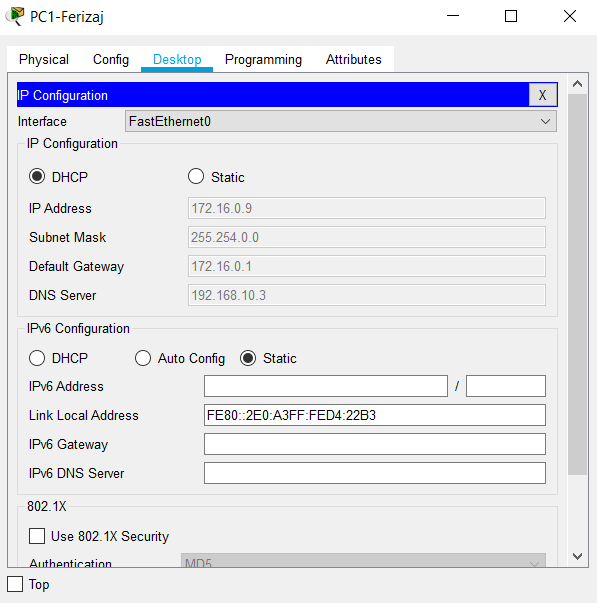 PC1-Ferizaj
Physical Config Desktop Programming Attributes
IP Configuration X
Interface FastEthernet0
IP Configuration
DHCP Static
IP Address 172.16.0.9
Subnet Mask 255.254.0.0
Default Gateway 172.16.0.1
DNS Server 192.168.10.3
IPv6 Configuration
DHCP Auto Config Static
IPv6 Address /
Link Local Address FE80::2E0:A3FF:FED4:22B3
IPv6 Gateway
IPv6 DNS Server
802.1X
Use 802.1X Security
Authentication MD5
Top